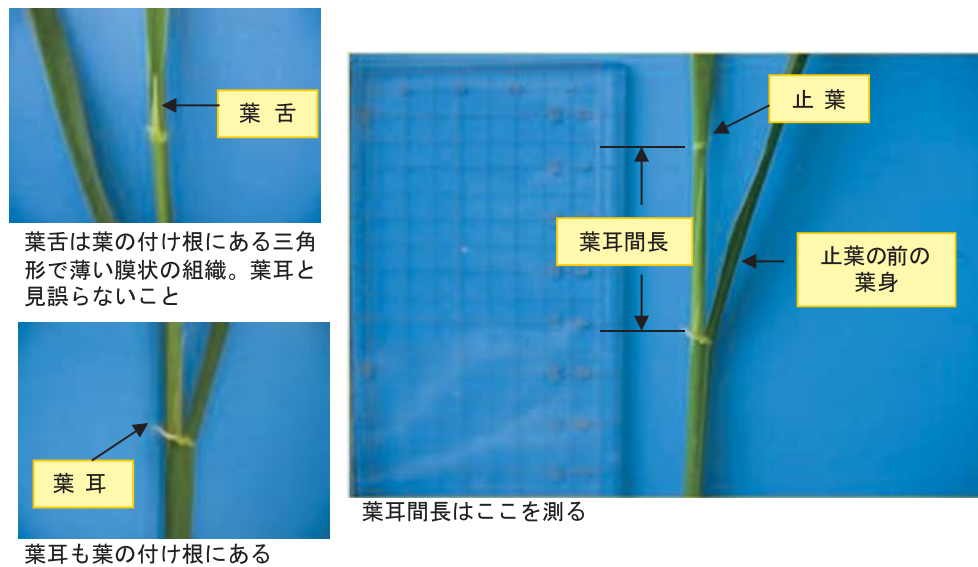 葉 舌
葉舌は葉の付け根にある三角
形で薄い膜状の組織。葉耳と
見誤らないこと
葉 耳
葉耳も葉の付け根にある
止 葉
葉耳間長
止葉の前の
葉身
葉耳間長はここを測る